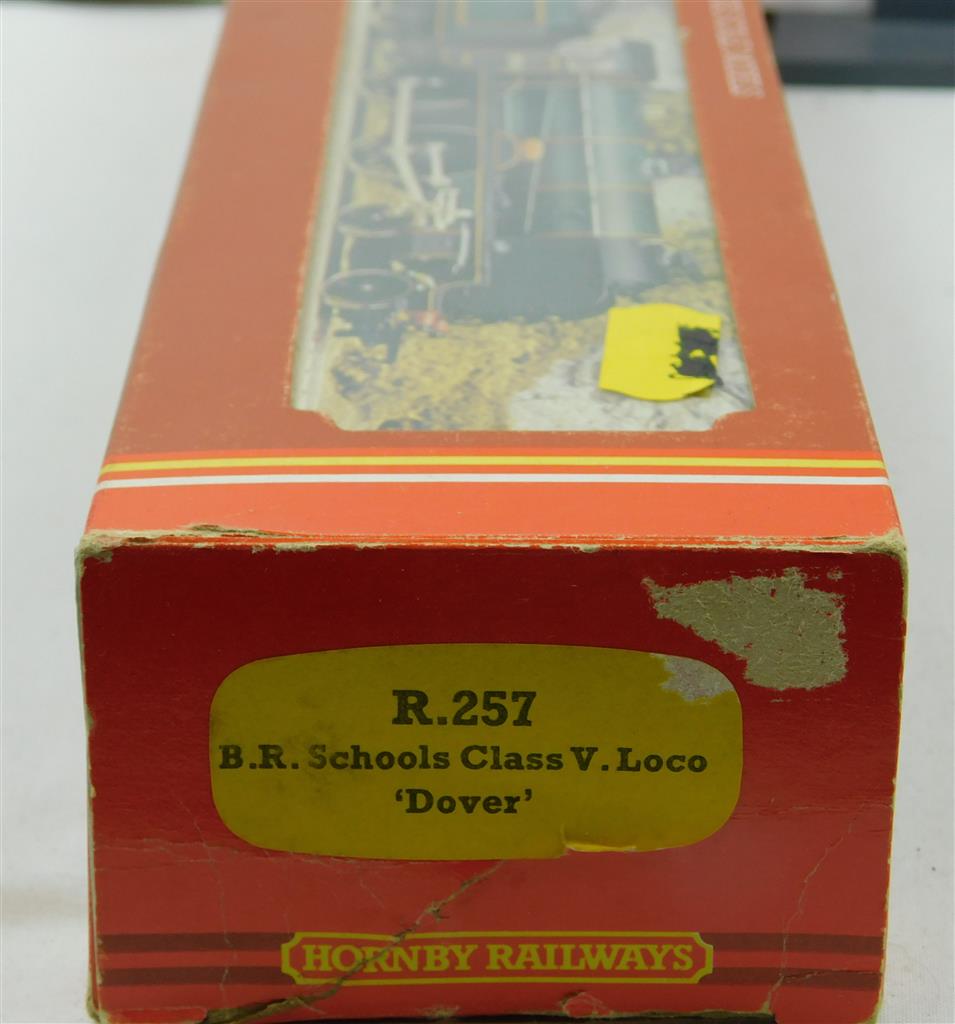 R.257
B.R. Schools Class V. Loco
‘Dover’
HORNBY RAILWAYS